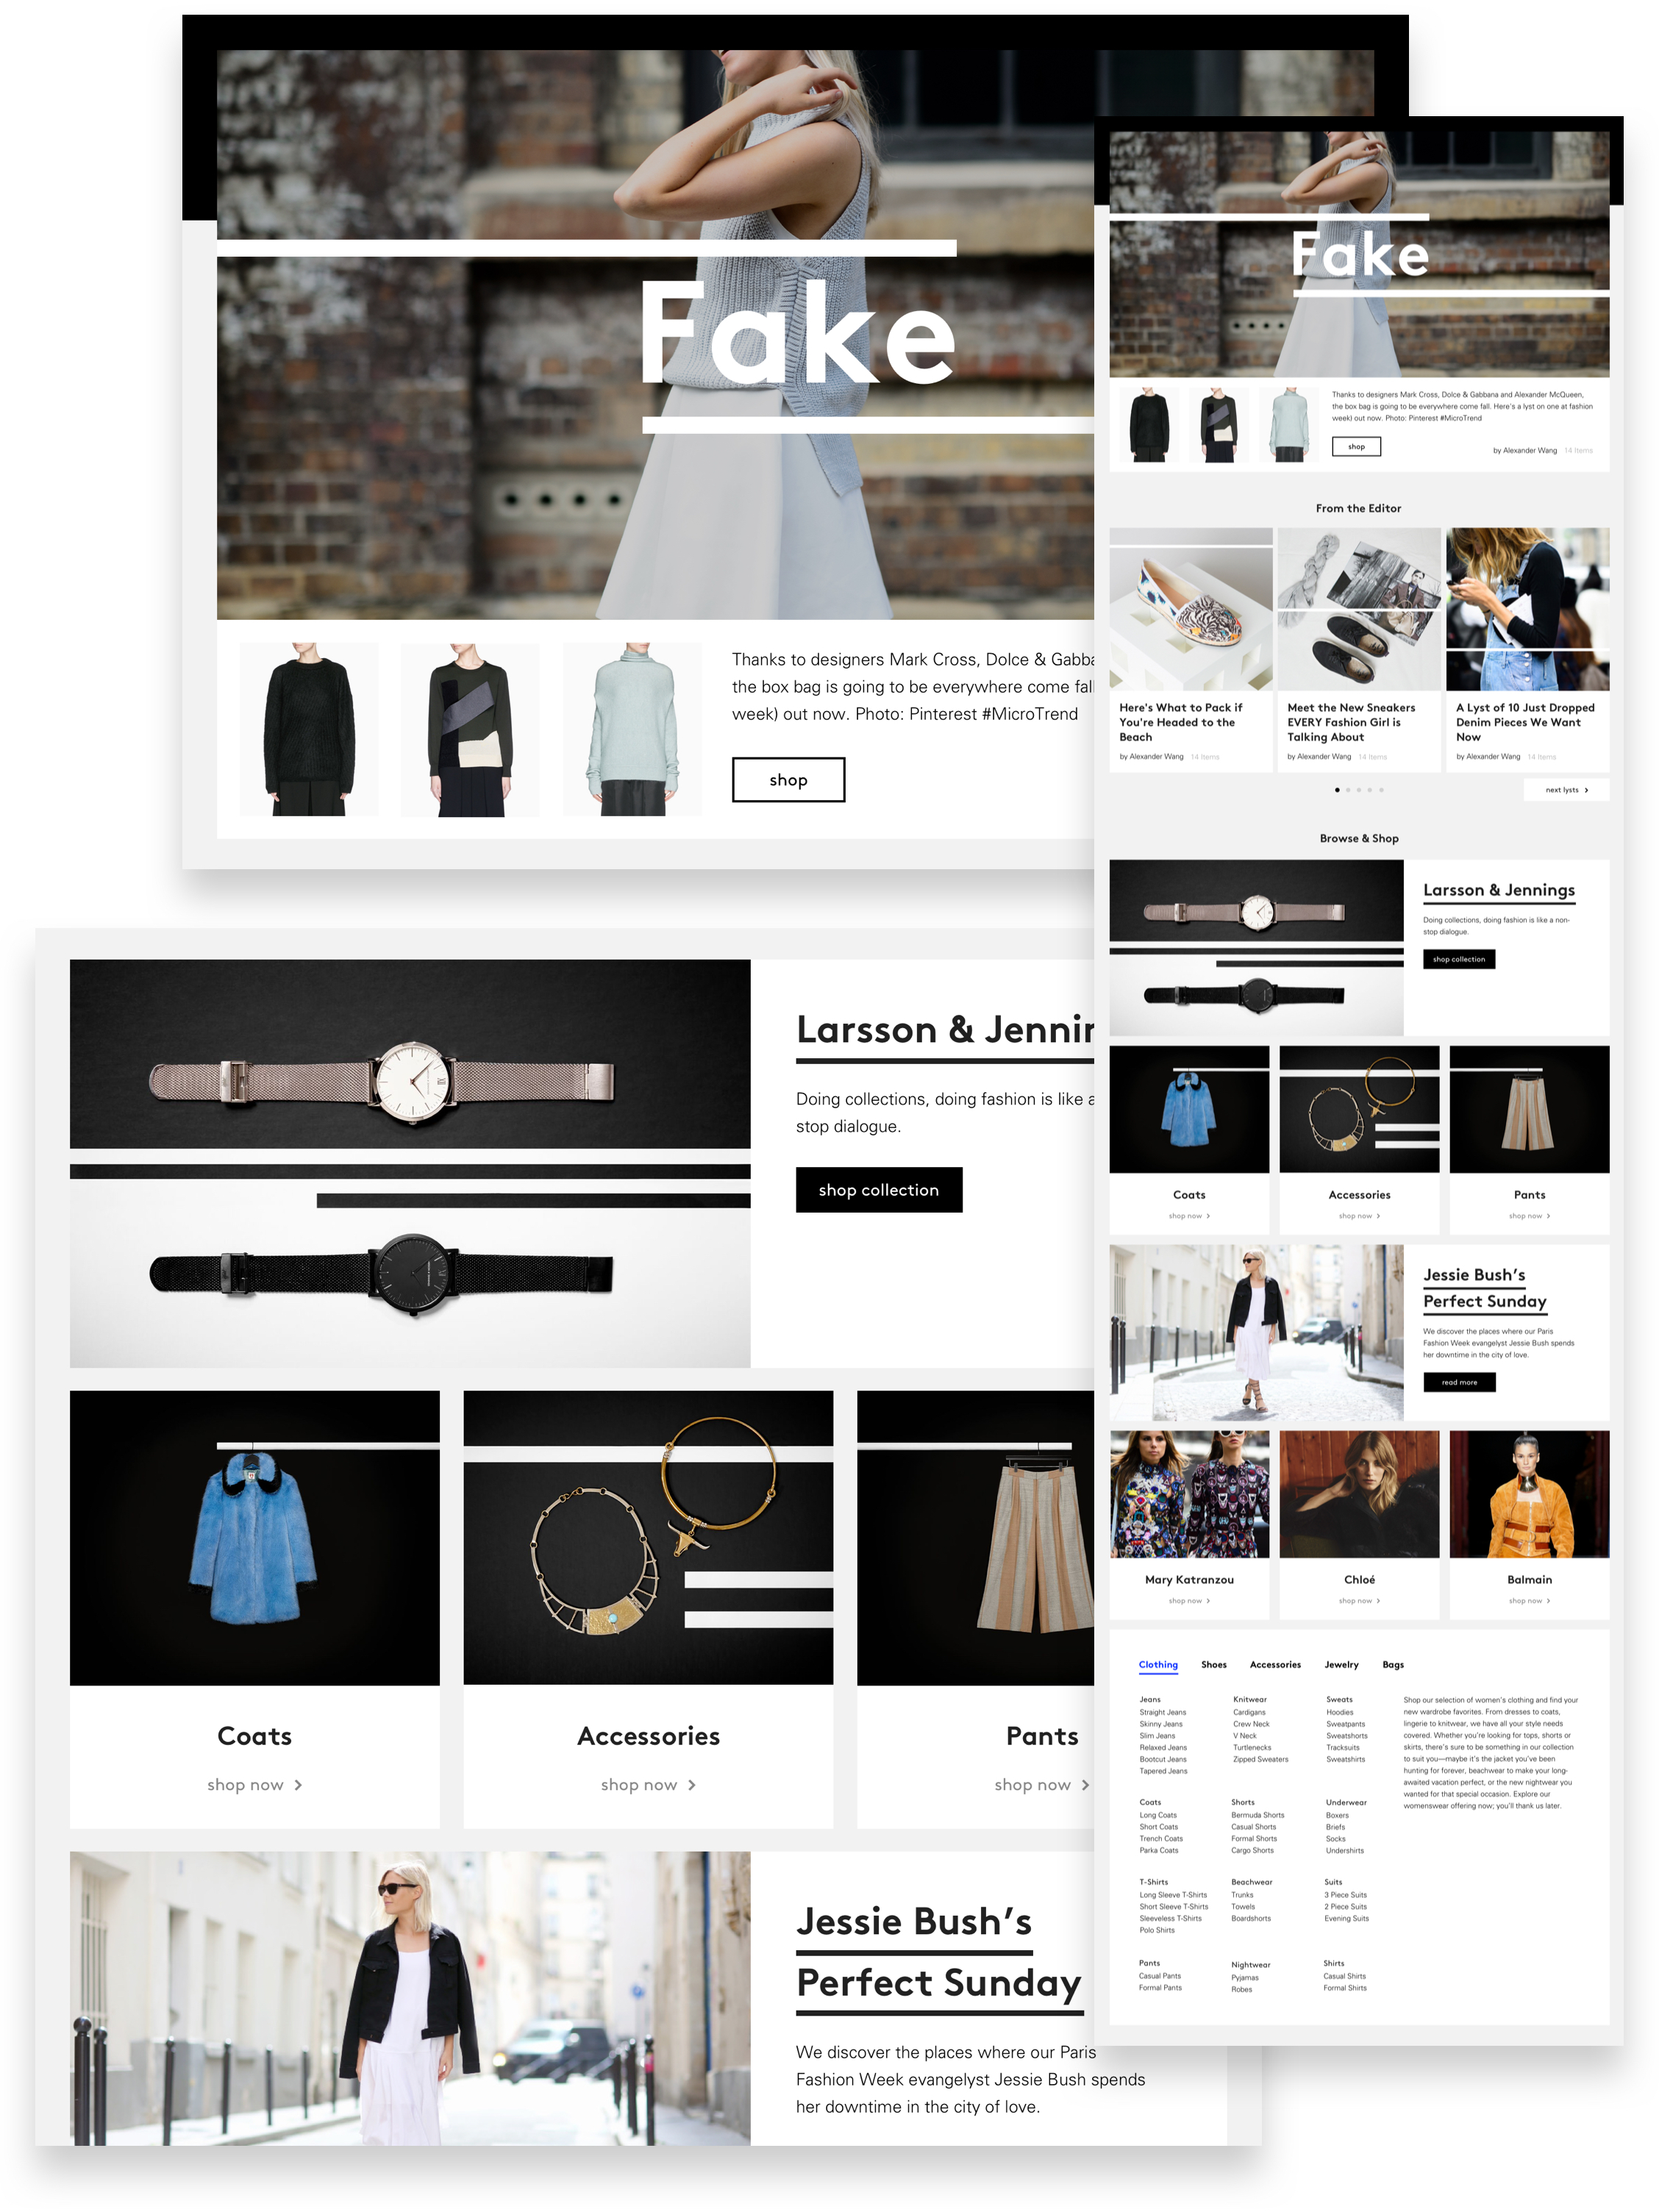 Fake
Thanks to designers Mark Cross, Dolce & Gabba
the box bag is going to be everywhere come fall
week) out now. Photo: Pinterest #MicroTrend
shop
Larsson & Jennin
Doing collections, doing fashion is like a
stop dialogue.
shop collection
Coats
shop now
Accessories
shop now
Pants
shop now
Jessie Bush’s
Perfect Sunday
We discover the places where our Paris
Fashion Week evangelyst Jessie Bush spends
her downtime in the city of love.
Fake
Thanks to designers Mark Cross, Dolce & Gabbana and Alexander McQueen,
the box bag is going to be everywhere come fall. Here's a lyst on one at fashion
week) out now. Photo: Pinterest #MicroTrend
shop
by Alexander Wang 14 Items
From the Editor
Here's What to Pack if
You're Headed to the
Beach
by Alexander Wang 14 Items
Meet the New Sneakers
EVERY Fashion Girl is
Talking About
by Alexander Wang 14 Items
A Lyst of 10 Just Dropped
Denim Pieces We Want
Now
by Alexander Wang 14 Items
next lysts
Browse & Shop
Larsson & Jennings
Doing collections, doing fashion is like a non-
stop dialogue.
shop collection
Coats
shop now
Accessories
shop now
Pants
shop now
Jessie Bush’s
Perfect Sunday
We discover the places where our Paris
Fashion Week evangelyst Jessie Bush spends
her downtime in the city of love.
read more
Mary Katranzou
shop now
Chloé
shop now
Balmain
shop now
Clothing Shoes Accessories Jewelry Bags
Jeans
Straight Jeans
Skinny Jeans
Slim Jeans
Relaxed Jeans
Bootcut Jeans
Tapered Jeans
Knitwear
Cardigans
Crew Neck
V Neck
Turtlenecks
Zipped Sweaters
Sweats
Hoodies
Sweatpants
Sweatshorts
Tracksuits
Sweatshirts
Shop our selection of women's clothing and find your
new wardrobe favorites. From dresses to coats,
lingerie to knitwear, we have all your style needs
covered. Whether you're looking for tops, shorts or
skirts, there's sure to be something in our collection
to suit you—maybe it's the jacket you've been
hunting for forever, beachwear to make your long-
awaited vacation perfect, or the new nightwear you
wanted for that special occasion. Explore our
womenswear offering now; you'll thank us later.
Coats
Long Coats
Short Coats
Trench Coats
Parka Coats
Shorts
Bermuda Shorts
Casual Shorts
Formal Shorts
Cargo Shorts
Underwear
Boxers
Briefs
Socks
Undershirts
T-Shirts
Long Sleeve T-Shirts
Short Sleeve T-Shirts
Sleeveless T-Shirts
Polo Shirts
Beachwear
Trunks
Towels
Boardshorts
Suits
3 Piece Suits
2 Piece Suits
Evening Suits
Pants
Casual Pants
Formal Pants
Nightwear
Pyjamas
Robes
Shirts
Casual Shirts
Formal Shirts